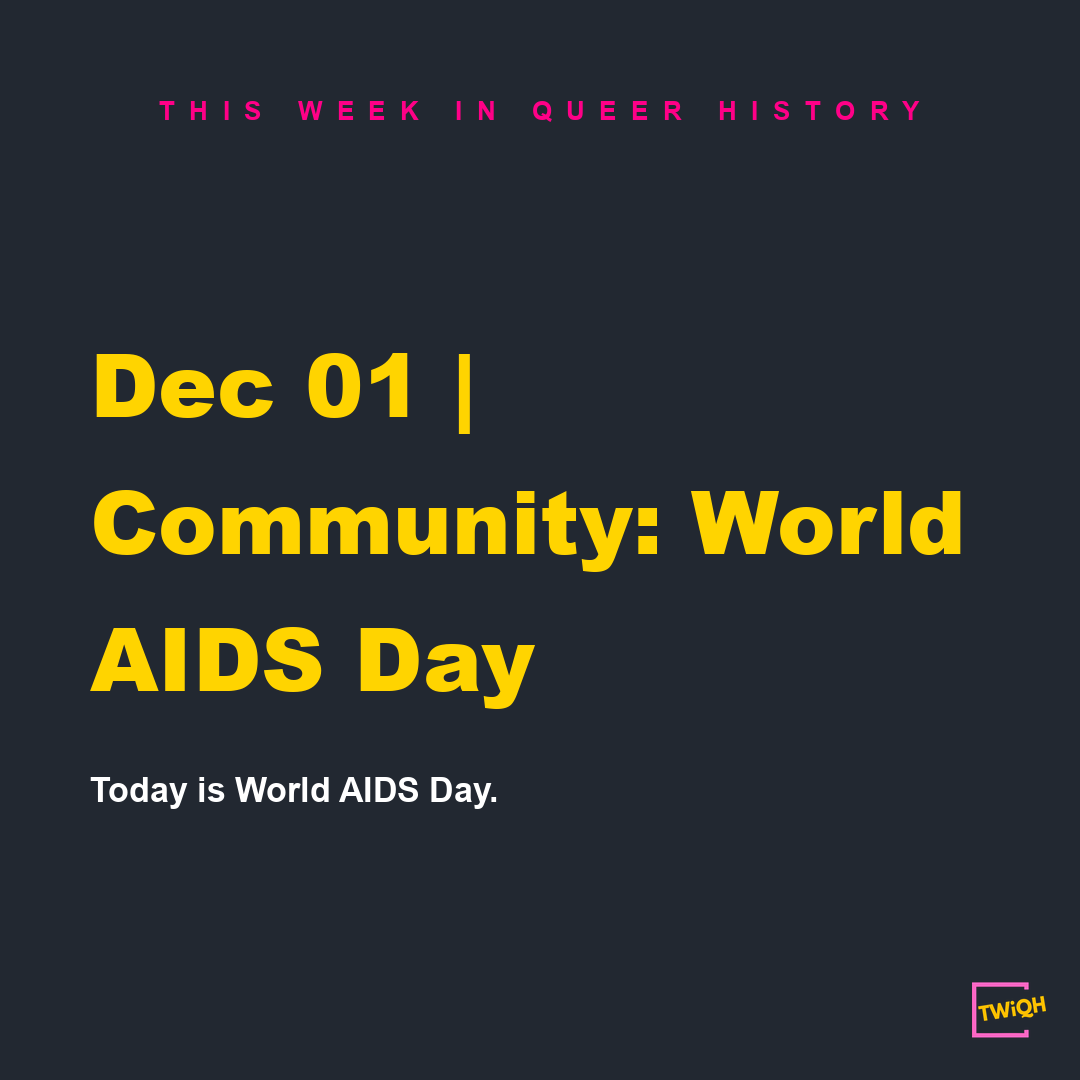 THIS WEEK IN QUEER HISTORY
Dec 01 |
Community: World
AIDS Day
Today is World AIDS Day.
TWiQH